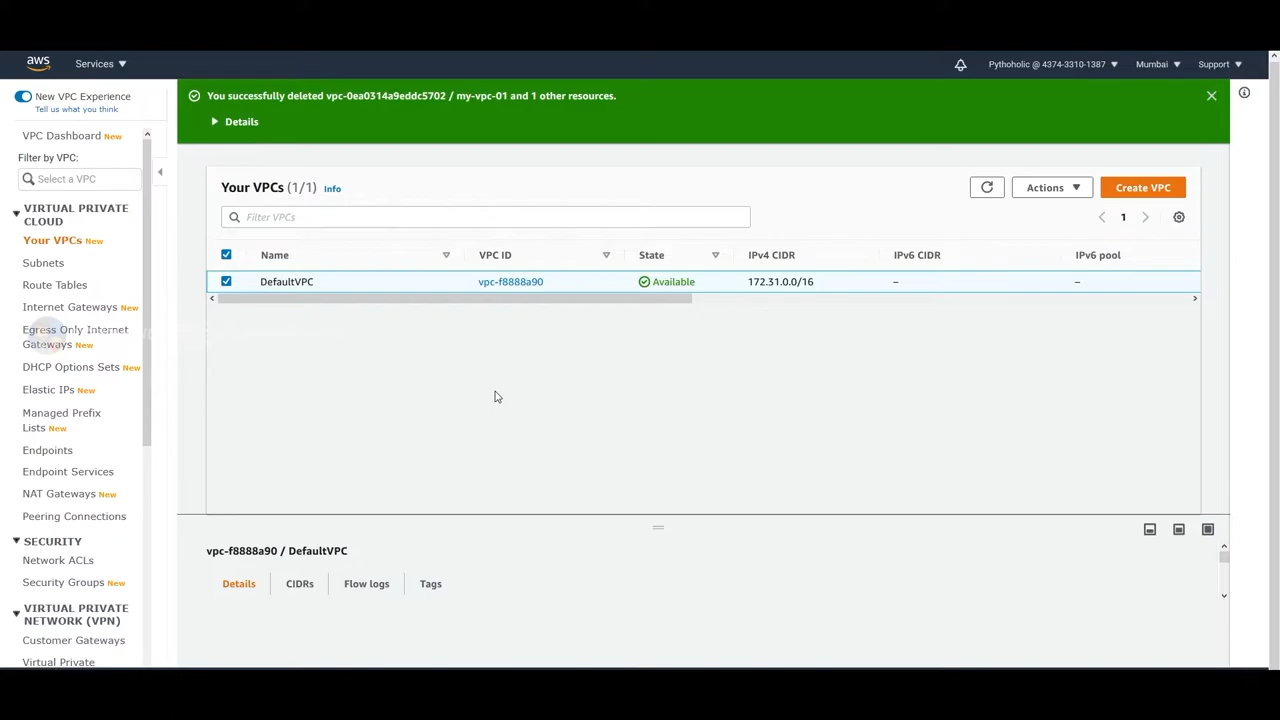 aws
Services
Pythoholic @ 4374-3310-1387
Mumbai
Support
New VPC Experience
Tell us what you think
VPC Dashboard New
Filter by VPC:
Select a VPC
VIRTUAL PRIVATE
CLOUD
Your VPCs New
Subnets
Route Tables
Internet Gateways New
Egress Only Internet
Gateways New
DHCP Options Sets New
Elastic IPs New
Managed Prefix
Lists New
Endpoints
Endpoint Services
NAT Gateways New
Peering Connections
SECURITY
Network ACLs
Security Groups New
VIRTUAL PRIVATE
NETWORK (VPN)
Customer Gateways
Virtual Private
You successfully deleted vpc-0ea0314a9eddc5702 / my-vpc-01 and 1 other resources.
Details
Your VPCs (1/1) Info
Actions
Create VPC
Filter VPCs
1
Name VPC ID State IPv4 CIDR IPv6 CIDR IPv6 pool
DefaultVPC vpc-f8888a90 Available 172.31.0.0/16 – –
vpc-f8888a90 / DefaultVPC
Details CIDRs Flow logs Tags